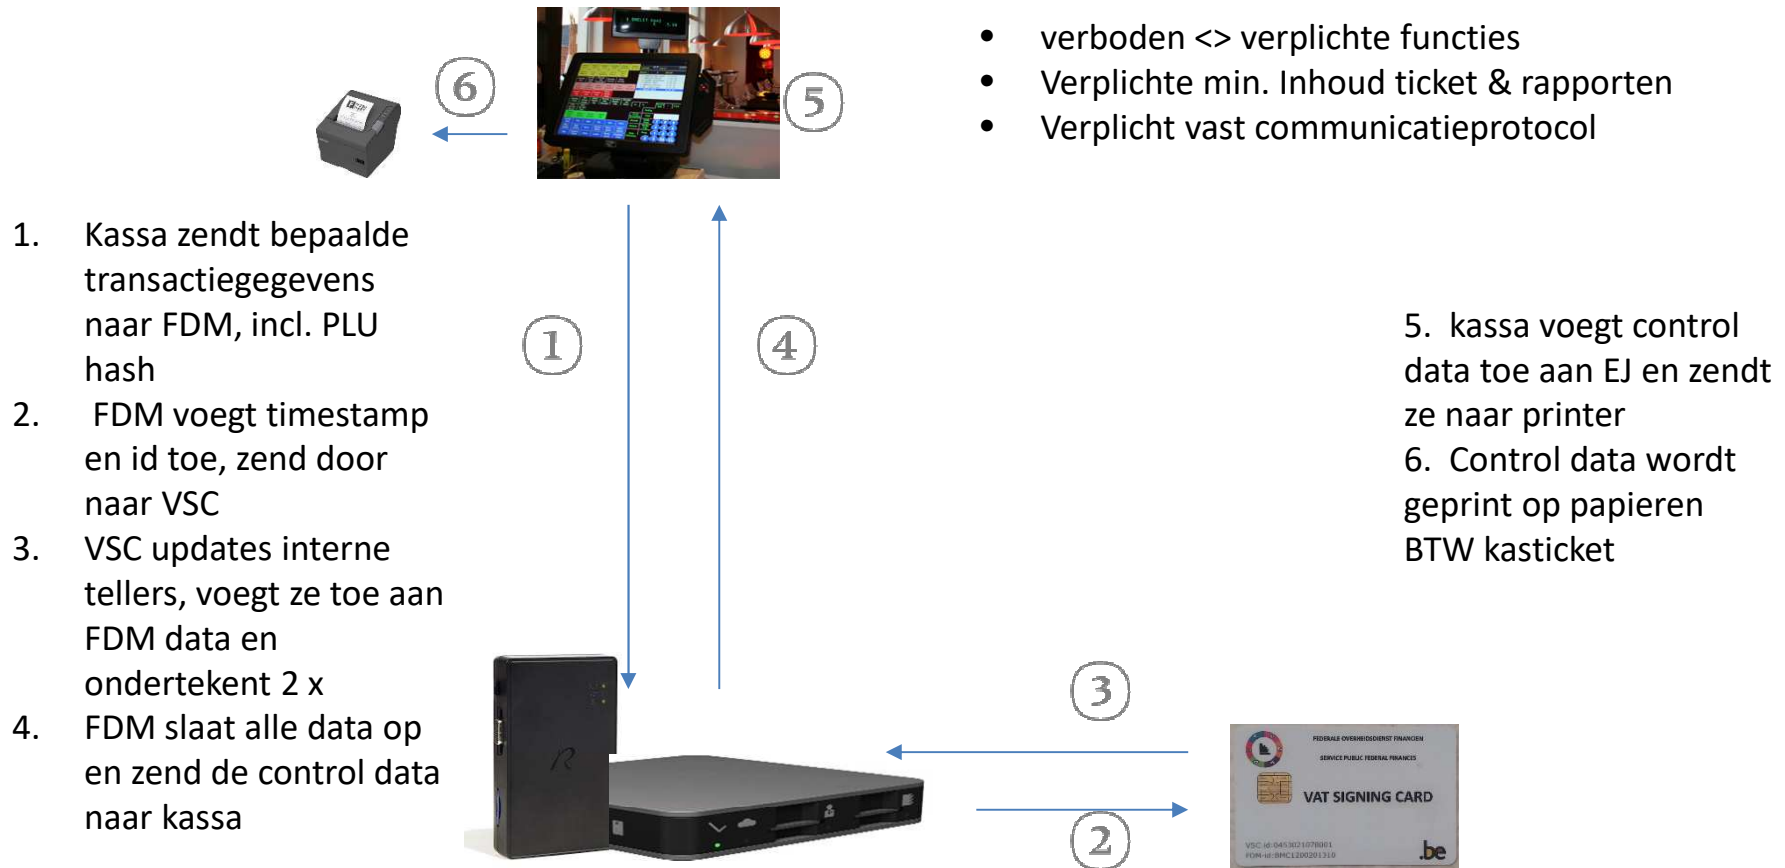 • verboden <> verplichte functies
• Verplichte min. Inhoud ticket & rapporten
• Verplicht vast communicatieprotocol
6
5
1. Kassa zendt bepaalde
transactiegegevens
naar FDM, incl. PLU
hash
2. FDM voegt timestamp
en id toe, zend door
naar VSC
3. VSC updates interne
tellers, voegt ze toe aan
FDM data en
ondertekent 2 x
4. FDM slaat alle data op
en zend de control data
naar kassa
1
4
5. kassa voegt control
data toe aan EJ en zendt
ze naar printer
6. Control data wordt
geprint op papieren
BTW kasticket
3
2
FEDERALE OVERHEIDSDIENST FINANCIEN
SERVICE PUBLIC FEDERAL FINANCES
VAT SIGNING CARD
VSC-id:
FDM-id:
.be